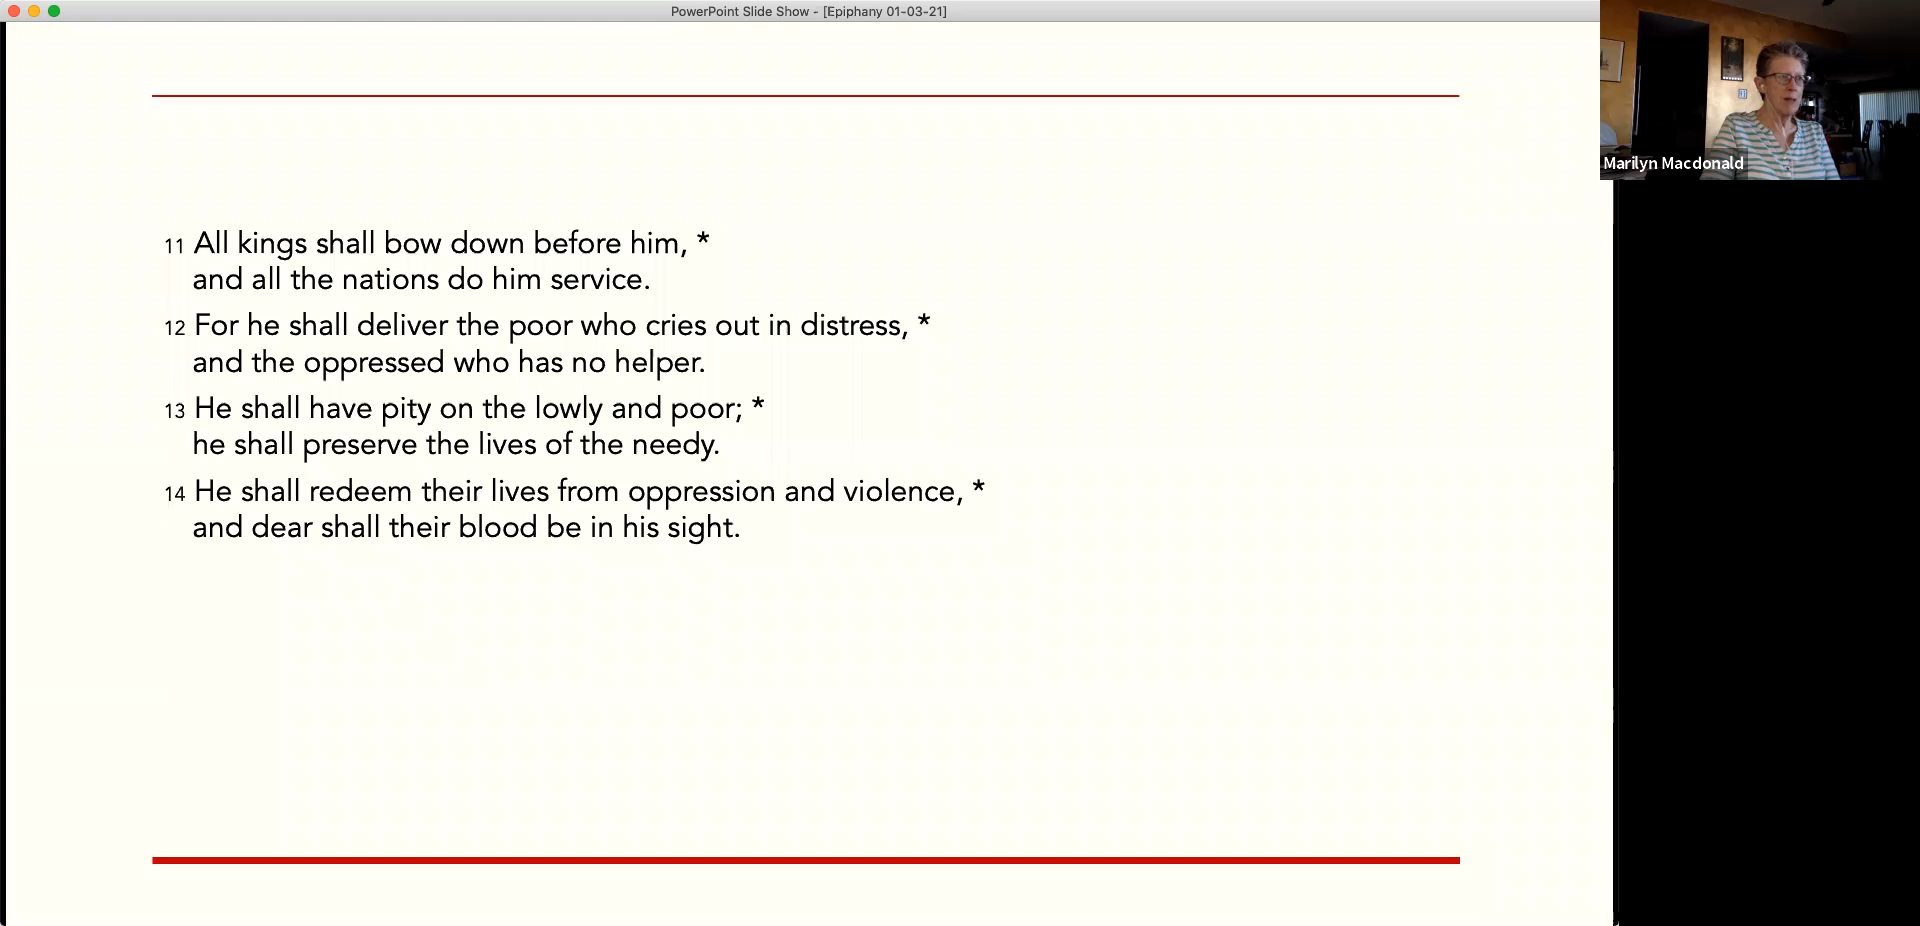 PowerPoint Slide Show - [Epiphany 01-03-21]
Marilyn Macdonald
11 All kings shall bow down before him, *
and all the nations do him service.
12 For he shall deliver the poor who cries out in distress, *
and the oppressed who has no helper.
13 He shall have pity on the lowly and poor; *
he shall preserve the lives of the needy.
14 He shall redeem their lives from oppression and violence, *
and dear shall their blood be in his sight.